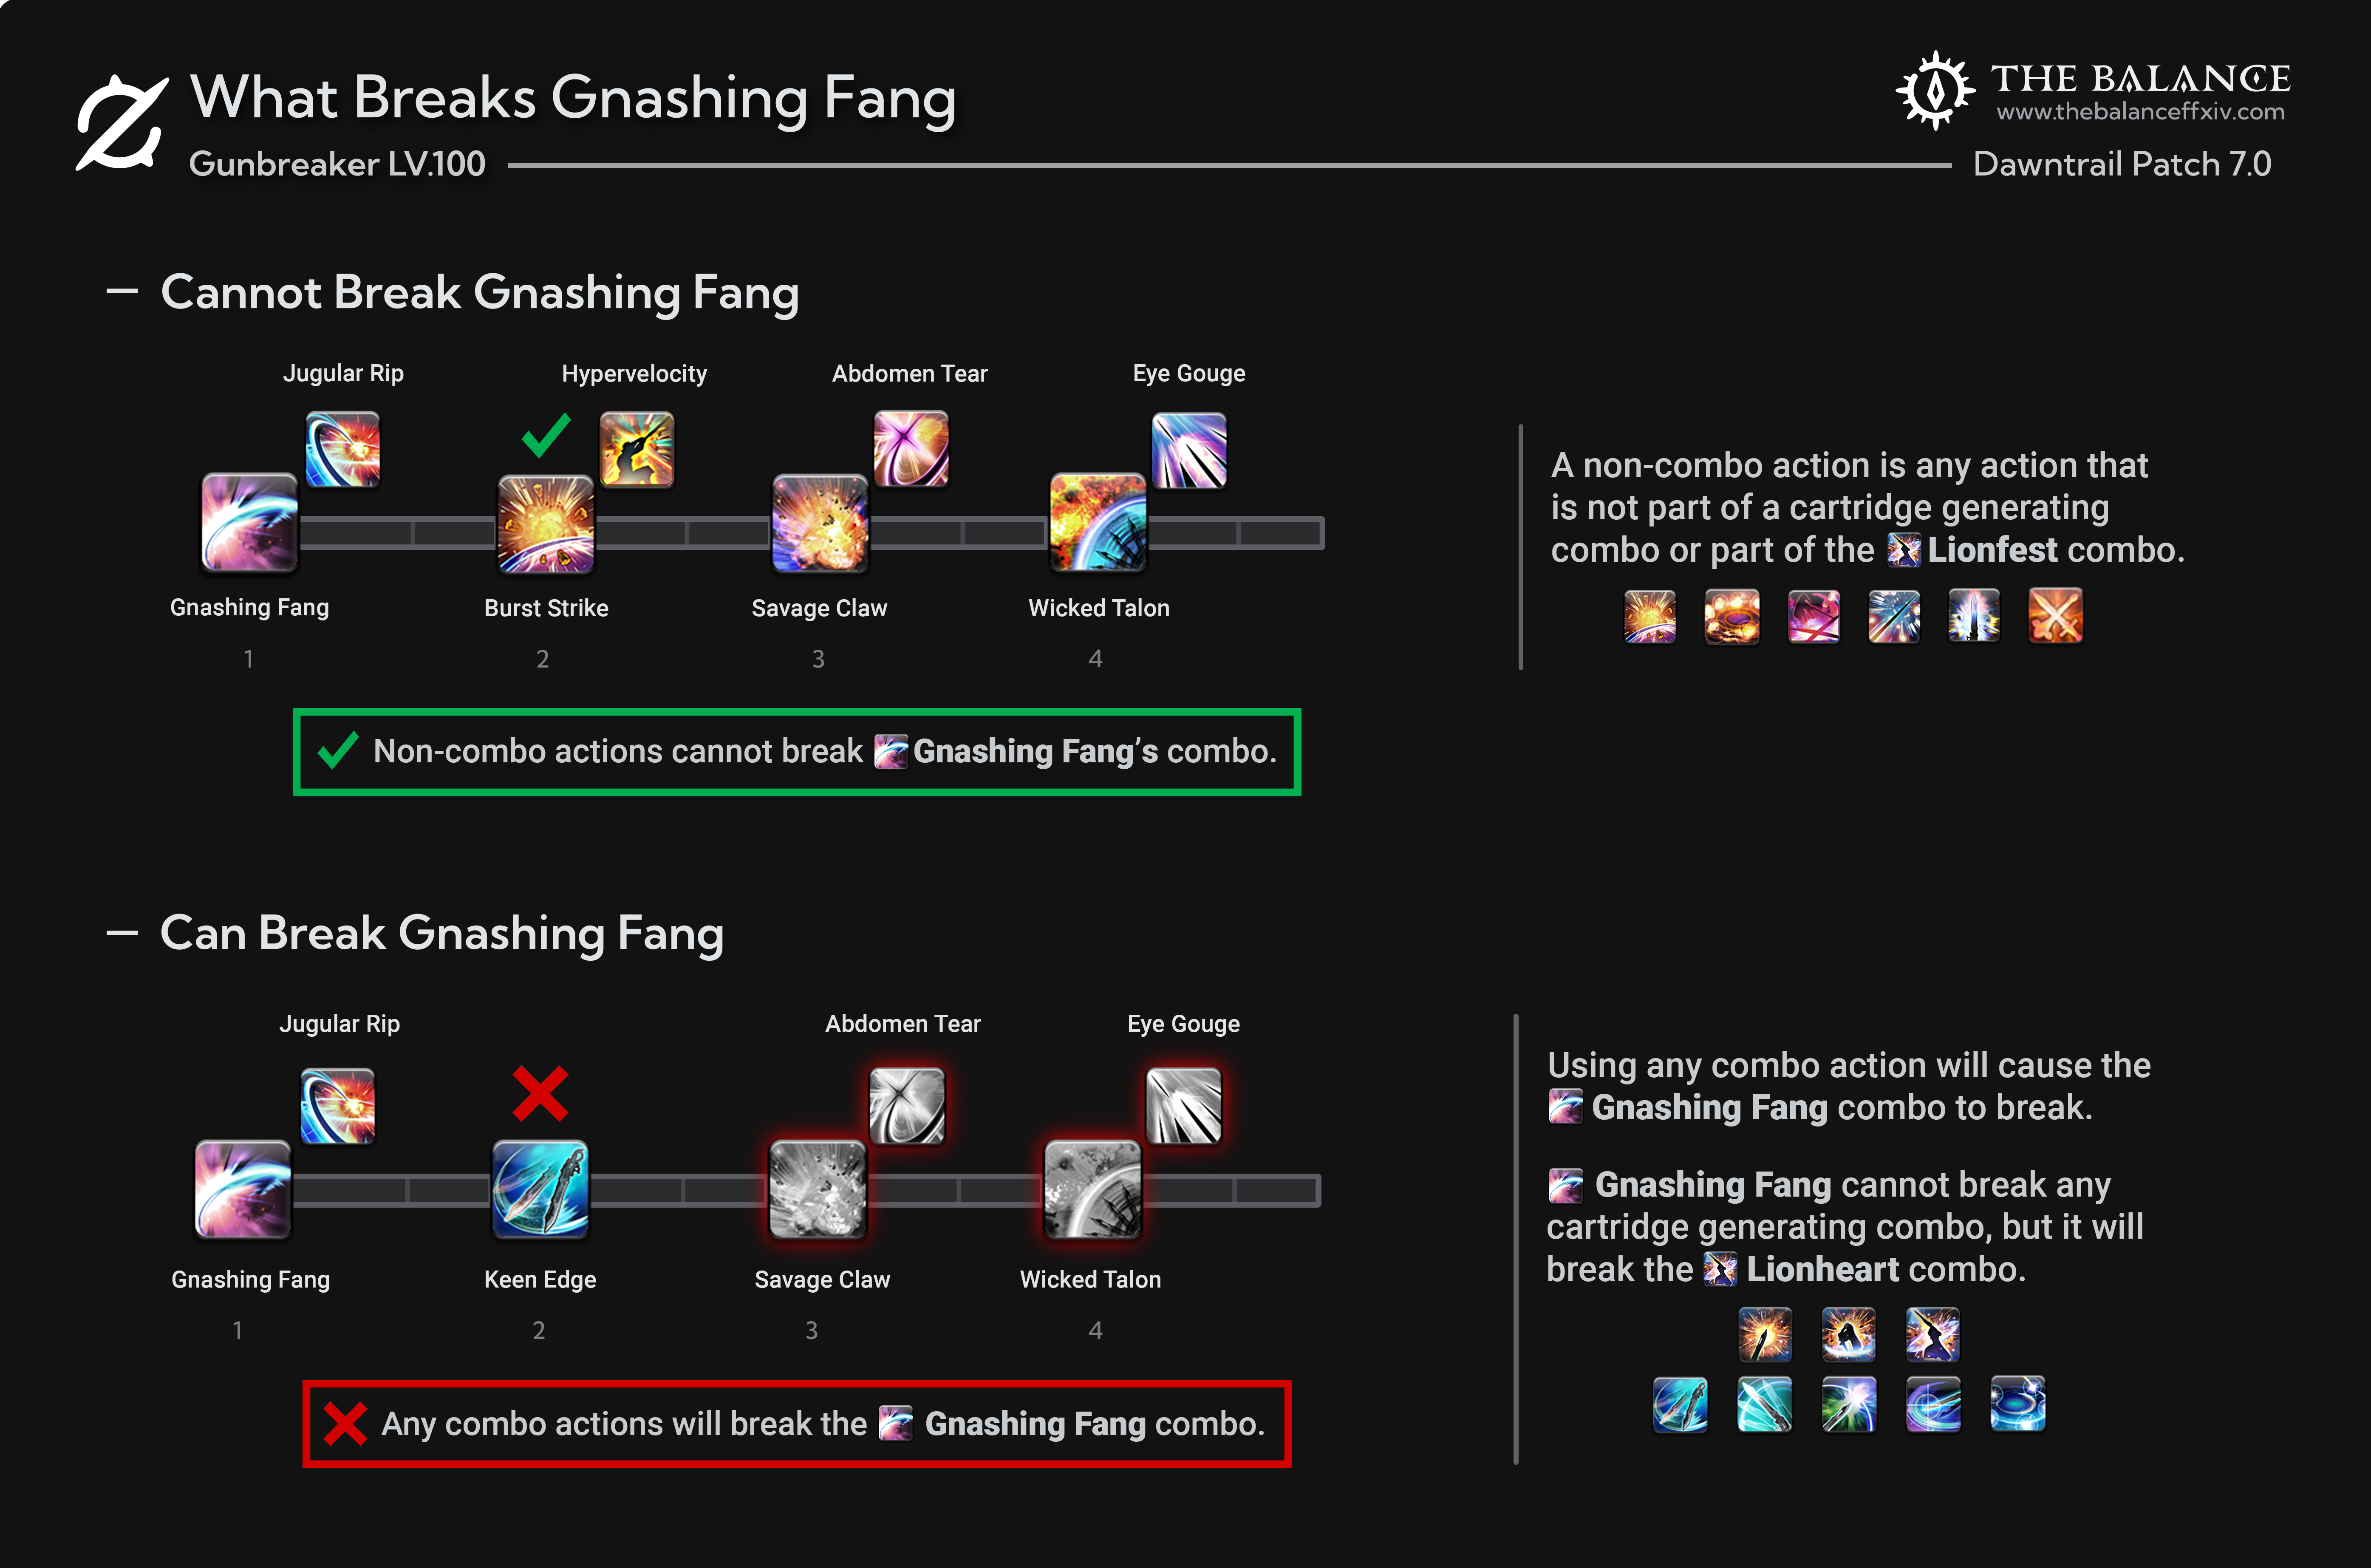 What Breaks Gnashing Fang
THE BALANCE
www.thebalanceffxiv.com
Gunbreaker LV.100
Dawntrail Patch 7.0
Cannot Break Gnashing Fang
Jugular Rip
Hypervelocity
Abdomen Tear
Eye Gouge
Gnashing Fang
Burst Strike
Savage Claw
Wicked Talon
1
2
3
4
Non-combo actions cannot break Gnashing Fang's combo.
A non-combo action is any action that
is not part of a cartridge generating
combo or part of the Lionfest combo.
Can Break Gnashing Fang
Jugular Rip
Abdomen Tear
Eye Gouge
Gnashing Fang
Keen Edge
Savage Claw
Wicked Talon
1
2
3
4
Any combo actions will break the Gnashing Fang combo.
Using any combo action will cause the
Gnashing Fang combo to break.
Gnashing Fang cannot break any
cartridge generating combo, but it will
break the Lionheart combo.